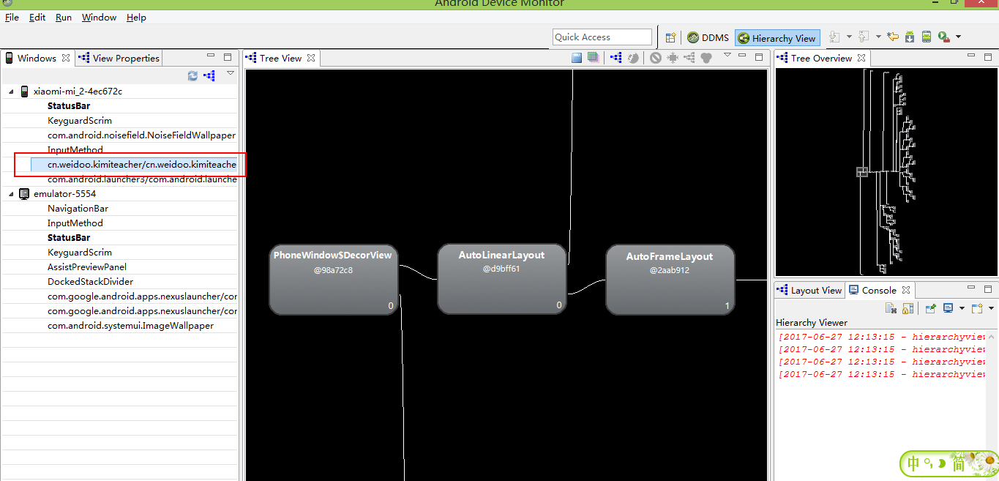 Android Device Monitor
File Edit Run Window Help
Quick Access DDMS Hierarchy View
Windows View Properties
xiaomi-mi_2-4ec672c
StatusBar
KeyguardScrim
com.android.noisefield.NoiseFieldWallpaper
InputMethod
cn.weidoo.kimiteacher/cn.weidoo.kimiteache
com.android.launcher3/com.android.launche
emulator-5554
NavigationBar
InputMethod
StatusBar
KeyguardScrim
AssistPreviewPanel
DockedStackDivider
com.google.android.apps.nexuslauncher/cor
com.google.android.apps.nexuslauncher/cor
com.android.systemui.ImageWallpaper
Tree View
PhoneWindow$DecorView
@98a72c8
0
AutoLinearLayout
@d9bff61
0
AutoFrameLayout
@2aab912
1
Tree Overview
Layout View Console
Hierarchy Viewer
[2017-06-27 12:13:15 - hierarchyview
[2017-06-27 12:13:15 - hierarchyview
[2017-06-27 12:13:15 - hierarchyview
[2017-06-27 12:13:15 - hierarchyview
中 简